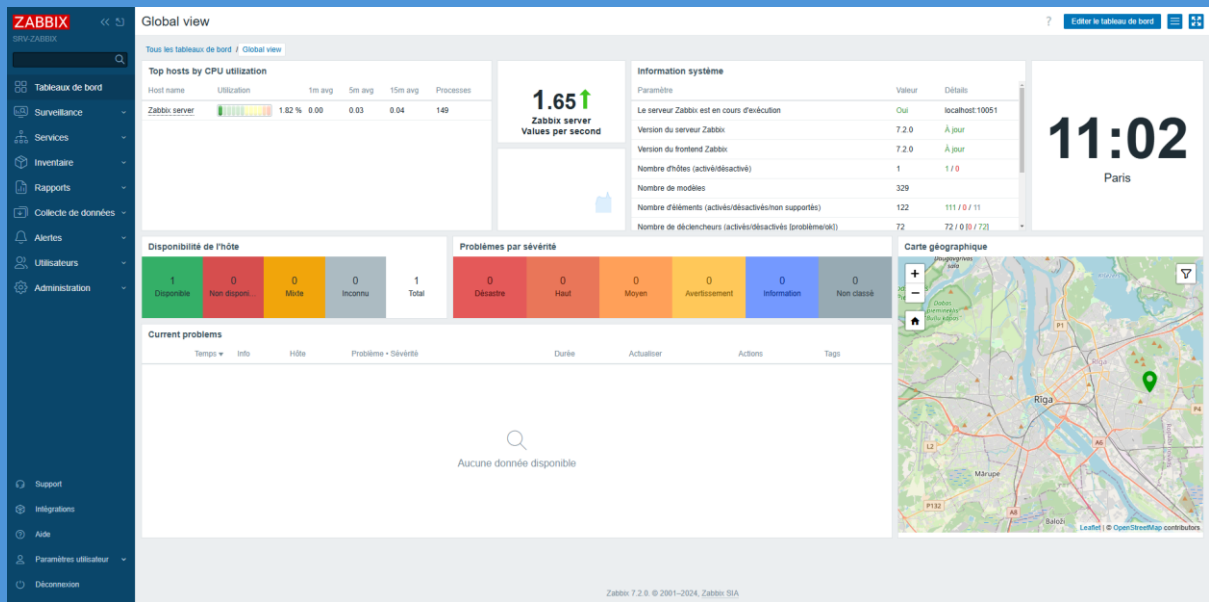 ZABBIX
SRV-ZABBIX
Tableaux de bord
Surveillance
Services
Inventaire
Rapports
Collecte de données
Alertes
Utilisateurs
Administration
Support
Intégrations
Aide
Paramètres utilisateur
Déconnexion
Global view
? Editer le tableau de bord
Tous les tableaux de bord / Global view
Top hosts by CPU utilization
Host name Utilization 1m avg 5m avg 15m avg Processes
Zabbix server 1.82 % 0.00 0.03 0.04 149
1.65
Zabbix server
Values per second
Information système
Paramètre Valeur Détails
Le serveur Zabbix est en cours d'exécution Oui localhost:10051
Version du serveur Zabbix 7.2.0 À jour
Version du frontend Zabbix 7.2.0 À jour
Nombre d'hôtes (activé/désactivé) 1 1 / 0
Nombre de modèles 329
Nombre d'éléments (activés/désactivés/non supportés) 122 111 / 0 / 11
Nombre de déclencheurs (activés/désactivés [problème/ok]) 72 72 / 0 [0 / 72]
11:02
Paris
Disponibilité de l'hôte
1 0 0 0 1
Disponible Non disponi... Mixte Inconnu Total
Problèmes par sévérité
0 0 0 0 0 0
Désastre Haut Moyen Avertissement Information Non classé
Carte géographique
+
−
P1
Rīga
Rīga
P4
L2
A6
Mārupe
P132
A8
Baloži
Leaflet | © OpenStreetMap contributors
Current problems
Temps Info Hôte Problème • Sévérité Durée Actualiser Actions Tags
Aucune donnée disponible
Zabbix 7.2.0. © 2001–2024, Zabbix SIA